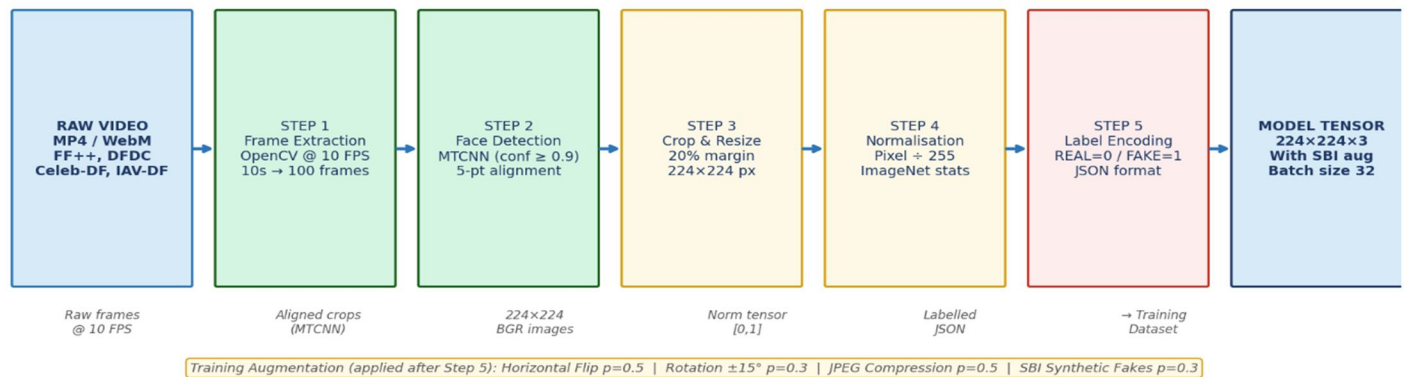 RAW VIDEO
MP4 / WebM
FF++, DFDC
Celeb-DF, IAV-DF
STEP 1
Frame Extraction
OpenCV @ 10 FPS
10s → 100 frames
STEP 2
Face Detection
MTCNN (conf ≥ 0.9)
5-pt alignment
STEP 3
Crop & Resize
20% margin
224×224 px
STEP 4
Normalisation
Pixel ÷ 255
ImageNet stats
STEP 5
Label Encoding
REAL=0 / FAKE=1
JSON format
MODEL TENSOR
224×224×3
With SBI aug
Batch size 32
Raw frames
@ 10 FPS
Aligned crops
(MTCNN)
224×224
BGR images
Norm tensor
[0,1]
Labelled
JSON
→ Training
Dataset
Training Augmentation (applied after Step 5): Horizontal Flip p=0.5 | Rotation ±15° p=0.3 | JPEG Compression p=0.5 | SBI Synthetic Fakes p=0.3